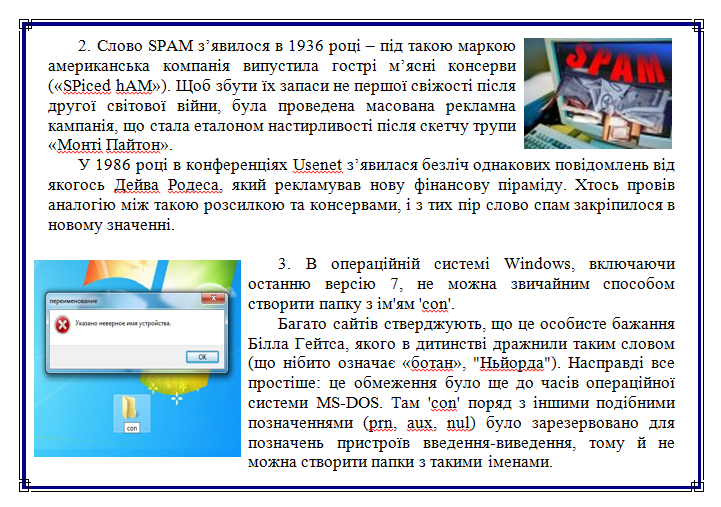 2. Слово SPAM з’явилося в 1936 році – під такою маркою
американська компанія випустила гострі м’ясні консерви
(«SPiced hAM»). Щоб збути їх запаси не першої свіжості після
другої світової війни, була проведена масована рекламна
кампанія, що стала еталоном настирливості після скетчу трупи
«Монті Пайтон».
SPAM
У 1986 році в конференціях Usenet з’явилася безліч однакових повідомлень від
якогось Дейва Родеса, який рекламував нову фінансову піраміду. Хтось провів
аналогію між такою розсилкою та консервами, і з тих пір слово спам закріпилося в
новому значенні.
переименование
Указано неверное имя устройства.
OK
con
3. В операційній системі Windows, включаючи
останню версію 7, не можна звичайним способом
створити папку з ім'ям 'con'.
Багато сайтів стверджують, що це особисте бажання
Білла Гейтса, якого в дитинстві дражнили таким словом
(що нібито означає «ботан», "Ньйорда"). Насправді все
простіше: це обмеження було ще до часів операційної
системи MS-DOS. Там 'con' поряд з іншими подібними
позначеннями (prn, aux, nul) було зарезервовано для
позначень пристроїв введення-виведення, тому й не
можна створити папки з такими іменами.